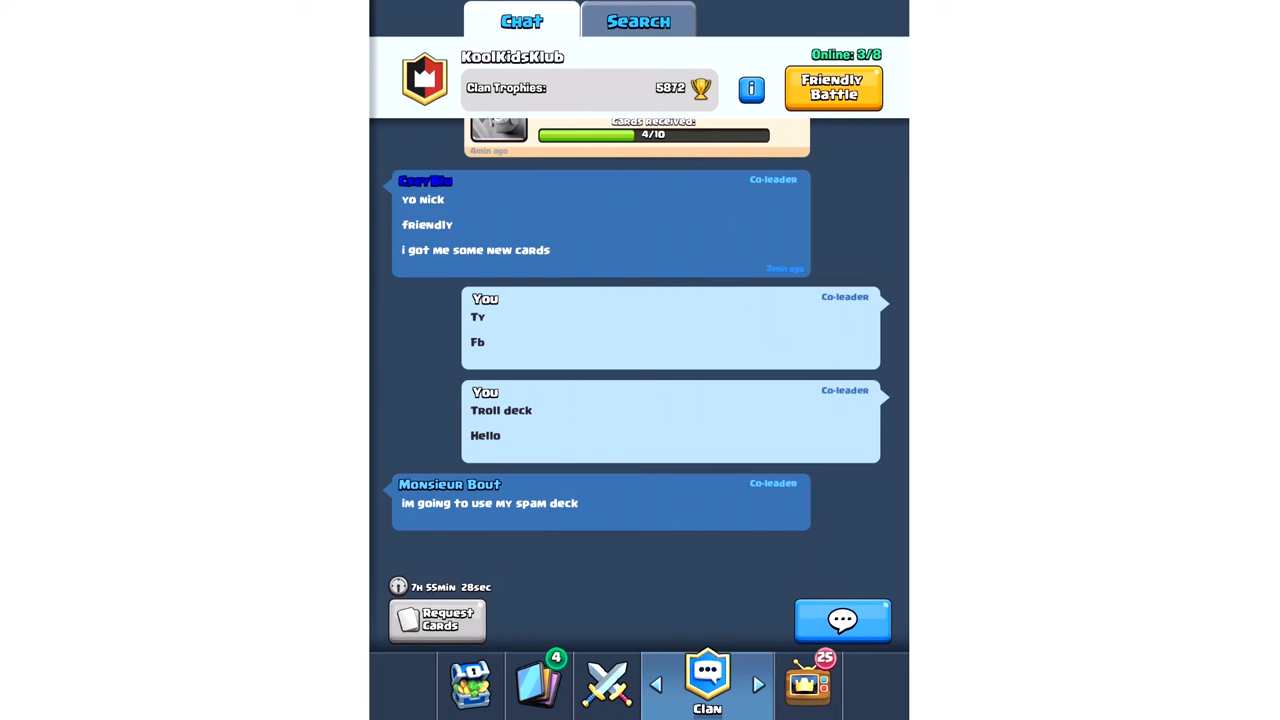 Chat
Search
KoolKidsKlub
Online: 3/8
Clan Trophies:
5872
i
Friendly
Battle
Cards Received:
4/10
4min ago
CseyBlu
Co-leader
yo nick
friendly
i got me some new cards
3min ago
You
Co-leader
Ty
Fb
You
Co-leader
Troll deck
Hello
Monsieur Bout
Co-leader
im going to use my spam deck
7h 55min 28sec
Request
Cards
4
25
Clan